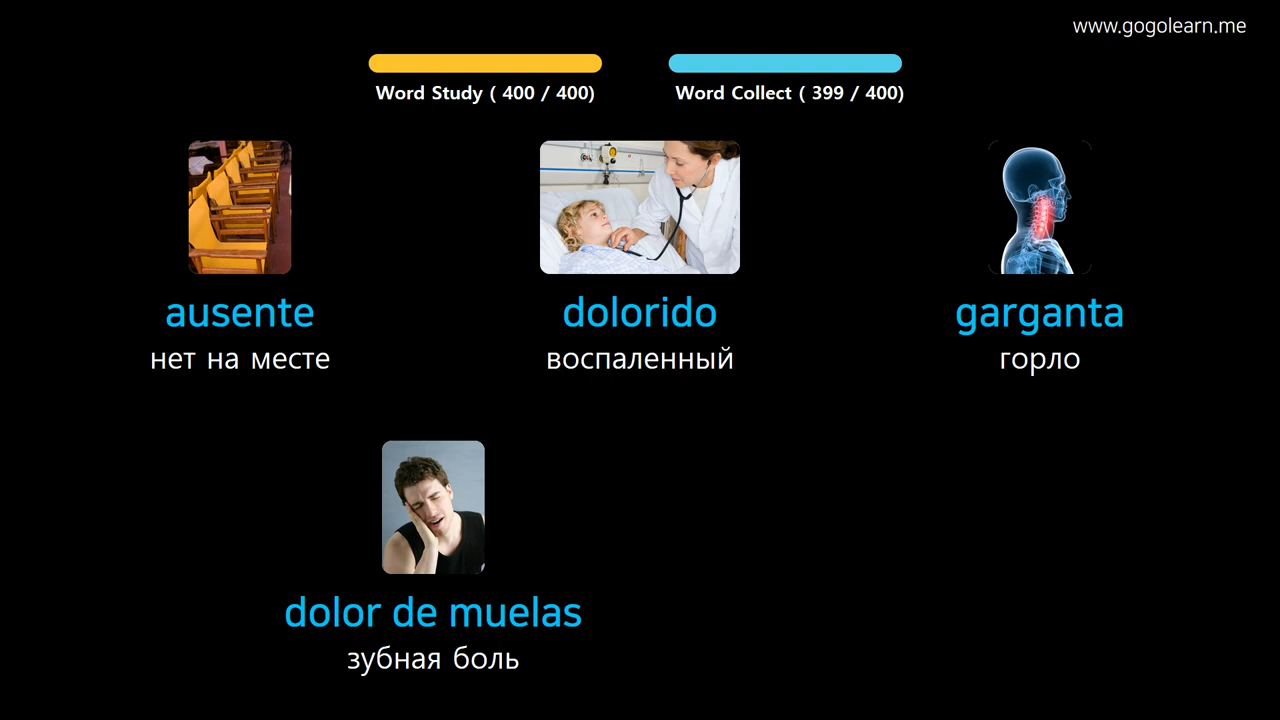 www.gogolearn.me
Word Study ( 400 / 400)
Word Collect ( 399 / 400)
ausente
нет на месте
dolorido
воспаленный
garganta
горло
dolor de muelas
зубная боль